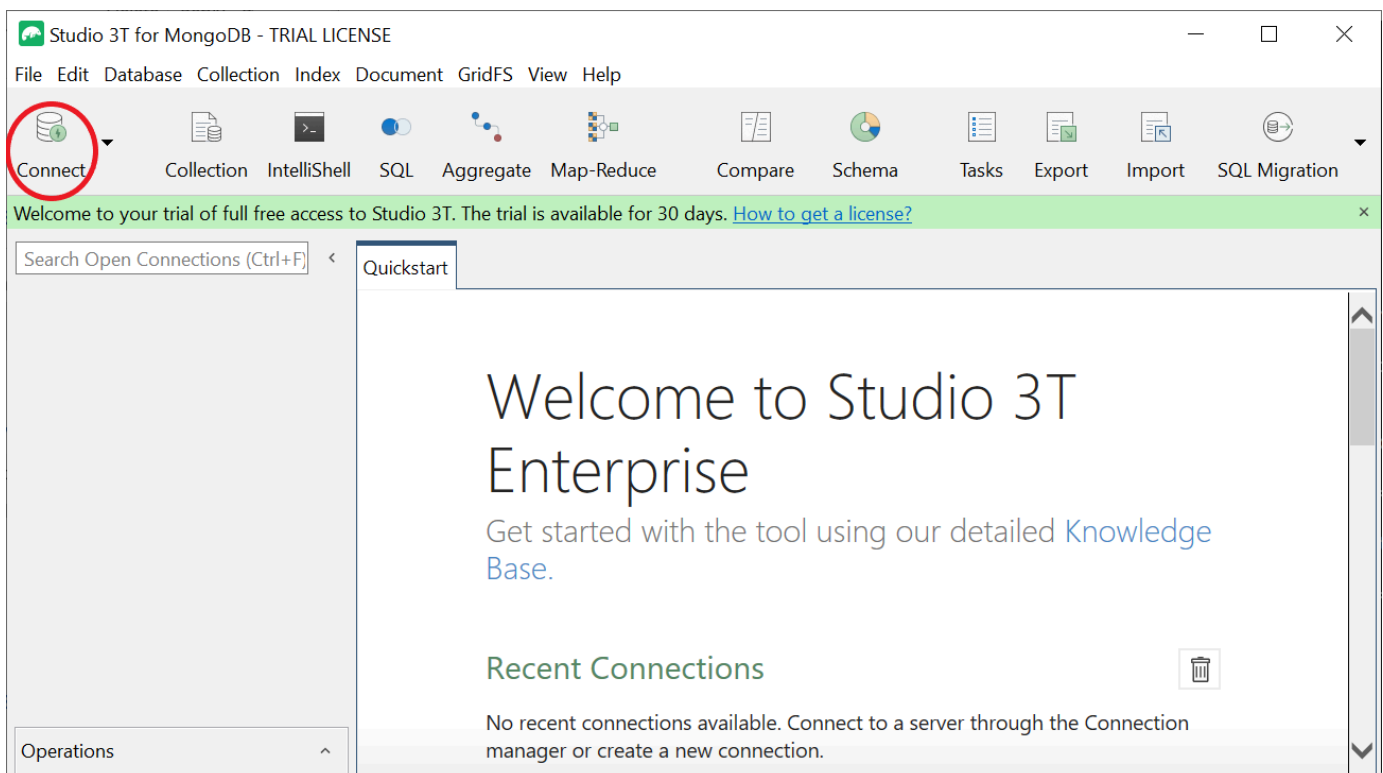 Studio 3T for MongoDB - TRIAL LICENSE
File Edit Database Collection Index Document GridFS View Help
Connect Collection IntelliShell SQL Aggregate Map-Reduce Compare Schema Tasks Export Import SQL Migration
Welcome to your trial of full free access to Studio 3T. The trial is available for 30 days. How to get a license?
Search Open Connections (Ctrl+F)
Quickstart
Welcome to Studio 3T
Enterprise
Get started with the tool using our detailed Knowledge
Base.
Recent Connections
No recent connections available. Connect to a server through the Connection
manager or create a new connection.
Operations